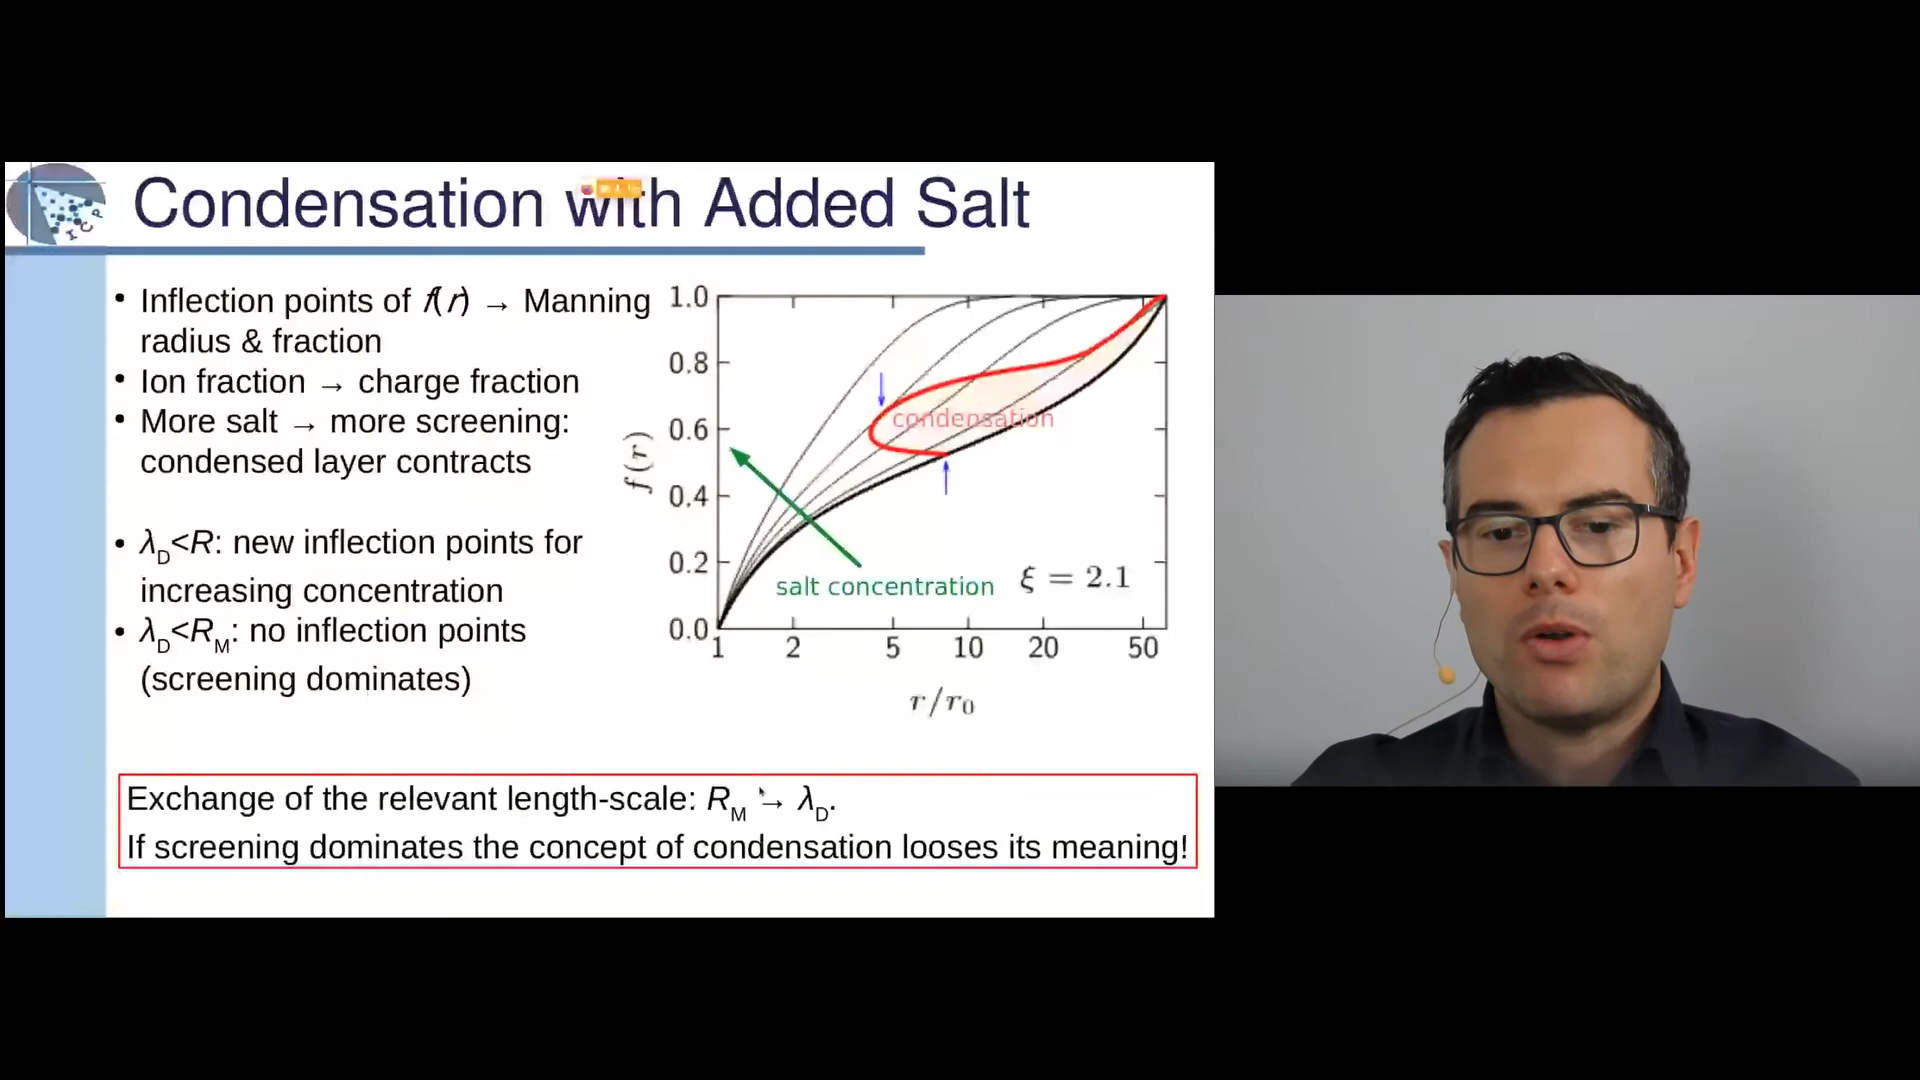 ICP
Condensation with Added Salt
• Inflection points of f(r) → Manning
radius & fraction
• Ion fraction → charge fraction
• More salt → more screening:
condensed layer contracts
• λD<R: new inflection points for
increasing concentration
• λD<RM: no inflection points
(screening dominates)
1.0
0.8
0.6
0.4
0.2
0.0
f(r)
condensation
salt concentration
ξ = 2.1
1 2 5 10 20 50
r/r0
Exchange of the relevant length-scale: RM → λD.
If screening dominates the concept of condensation looses its meaning!